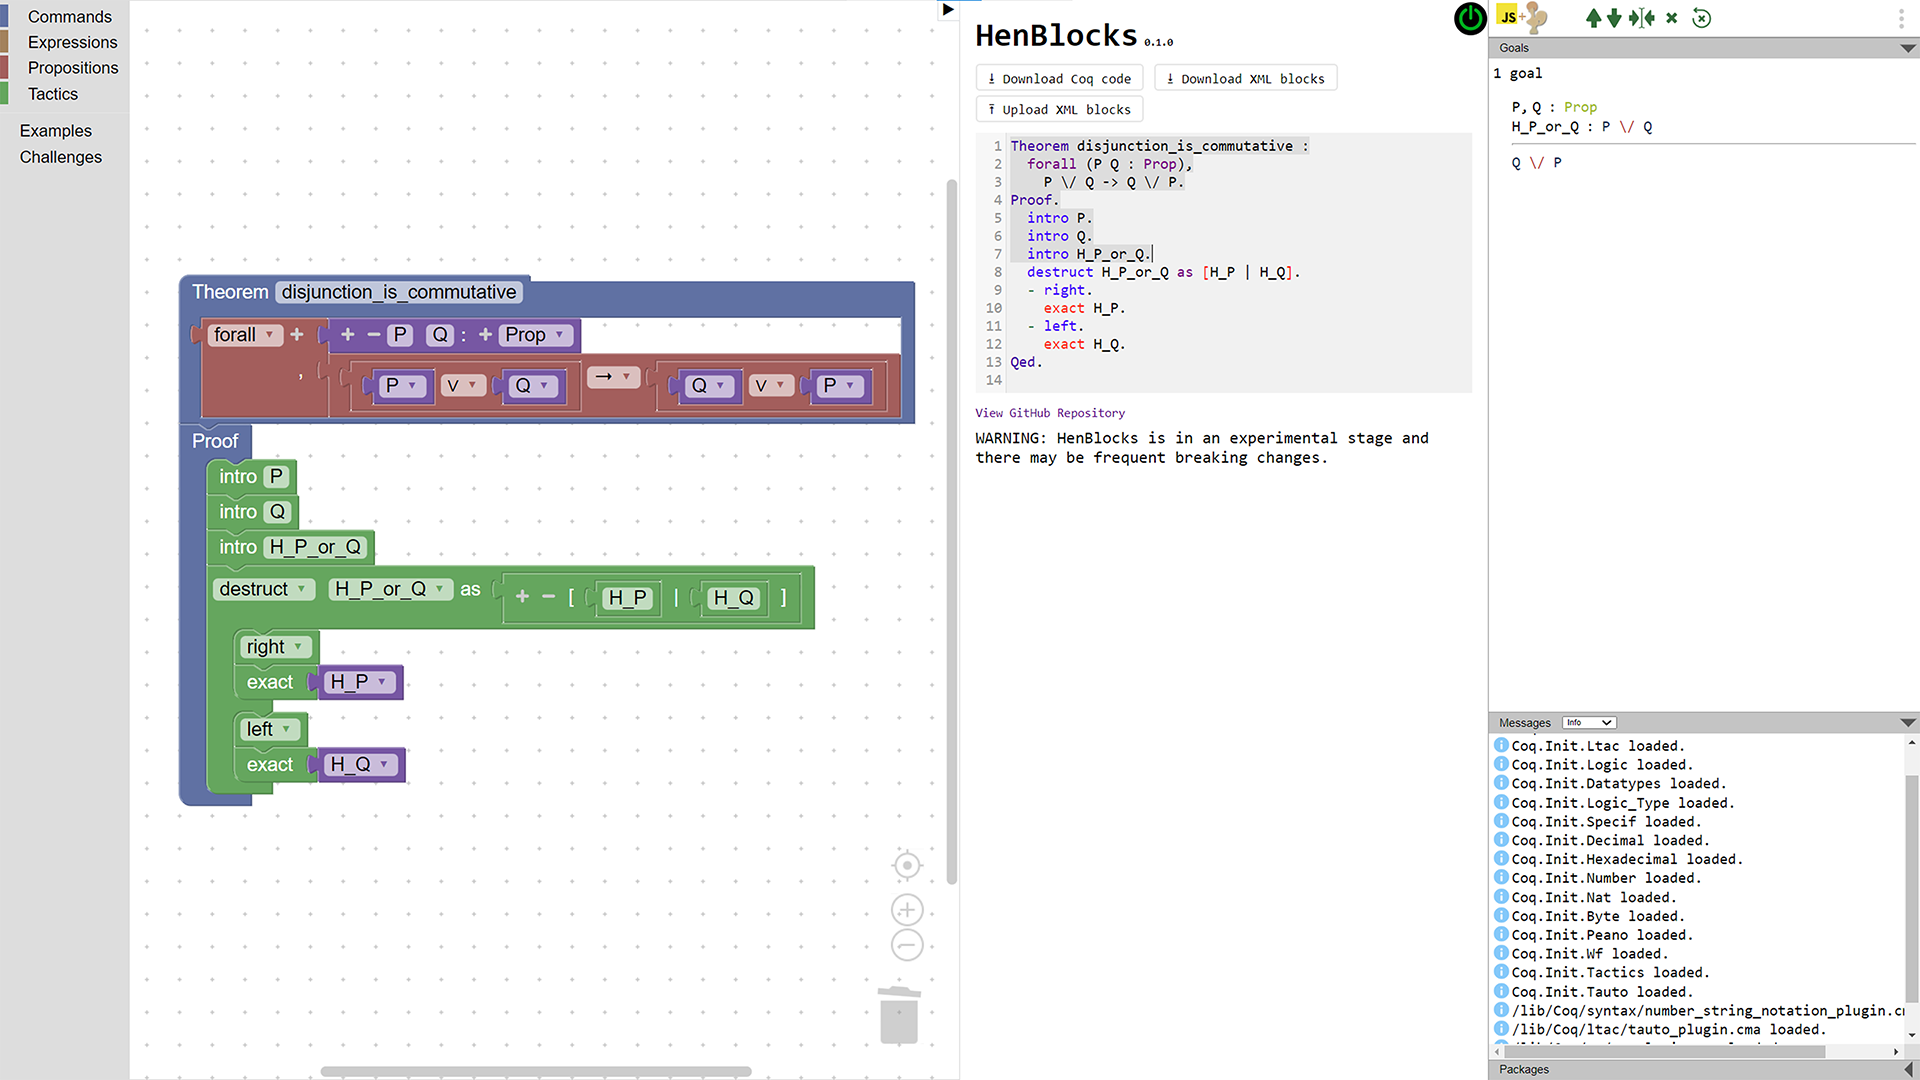 Commands
Expressions
Propositions
Tactics
Examples
Challenges
Theorem disjunction_is_commutative
forall + + − P Q : + Prop
, P ∨ Q → Q ∨ P
Proof
intro P
intro Q
intro H_P_or_Q
destruct H_P_or_Q as + − [ H_P | H_Q ]
right
exact H_P
left
exact H_Q
HenBlocks 0.1.0
Download Coq code
Download XML blocks
Upload XML blocks
1 Theorem disjunction_is_commutative :
2 forall (P Q : Prop),
3 P \/ Q -> Q \/ P.
4 Proof.
5 intro P.
6 intro Q.
7 intro H_P_or_Q.
8 destruct H_P_or_Q as [H_P | H_Q].
9 - right.
10 exact H_P.
11 - left.
12 exact H_Q.
13 Qed.
14
View GitHub Repository
WARNING: HenBlocks is in an experimental stage and
there may be frequent breaking changes.
JS+
Goals
1 goal
P, Q : Prop
H_P_or_Q : P \/ Q
Q \/ P
Messages Info
Coq.Init.Ltac loaded.
Coq.Init.Logic loaded.
Coq.Init.Datatypes loaded.
Coq.Init.Logic_Type loaded.
Coq.Init.Specif loaded.
Coq.Init.Decimal loaded.
Coq.Init.Hexadecimal loaded.
Coq.Init.Number loaded.
Coq.Init.Nat loaded.
Coq.Init.Byte loaded.
Coq.Init.Peano loaded.
Coq.Init.Wf loaded.
Coq.Init.Tactics loaded.
Coq.Init.Tauto loaded.
/lib/Coq/syntax/number_string_notation_plugin.c
/lib/Coq/ltac/tauto_plugin.cma loaded.
Packages